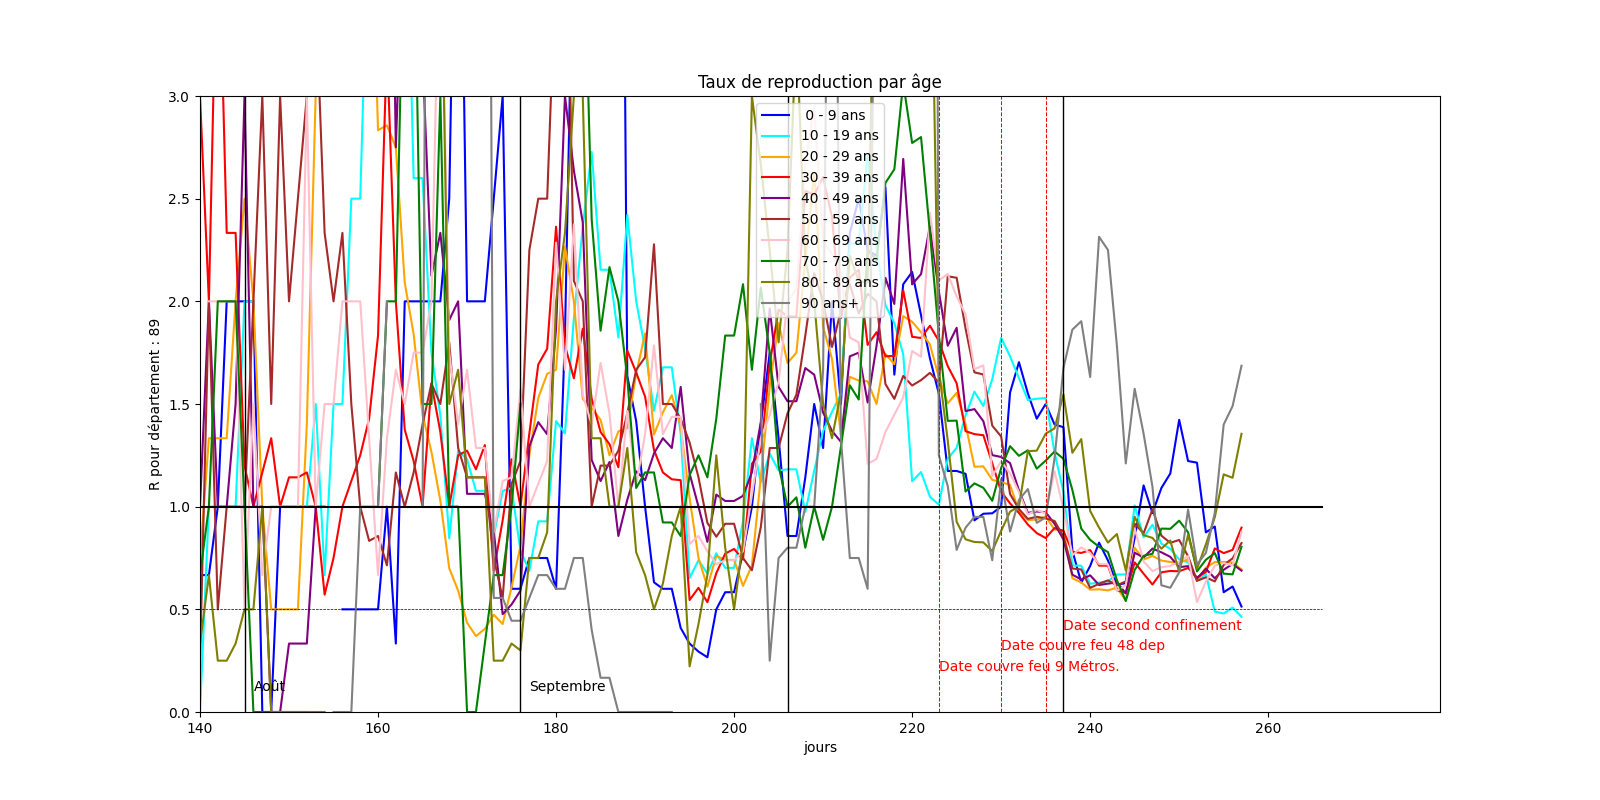 Taux de reproduction par âge
R pour département : 89
3.0
2.5
2.0
1.5
1.0
0.5
0.0
0 - 9 ans
10 - 19 ans
20 - 29 ans
30 - 39 ans
40 - 49 ans
50 - 59 ans
60 - 69 ans
70 - 79 ans
80 - 89 ans
90 ans+
Date second confinement
Date couvre feu 48 dep
Date couvre feu 9 Métros.
Août
Septembre
140
160
180
200
220
240
260
jours